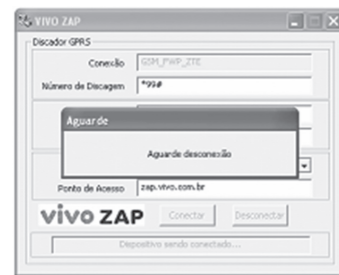 VIVO ZAP
Discador GPRS
Conexão GSM_FWP_ZTE
Número de Discagem *99#
Aguarde
Aguarde desconexão
Ponto de Acesso zap.vivo.com.br
vivo ZAP Conectar Desconectar
Dispositivo sendo conectado...